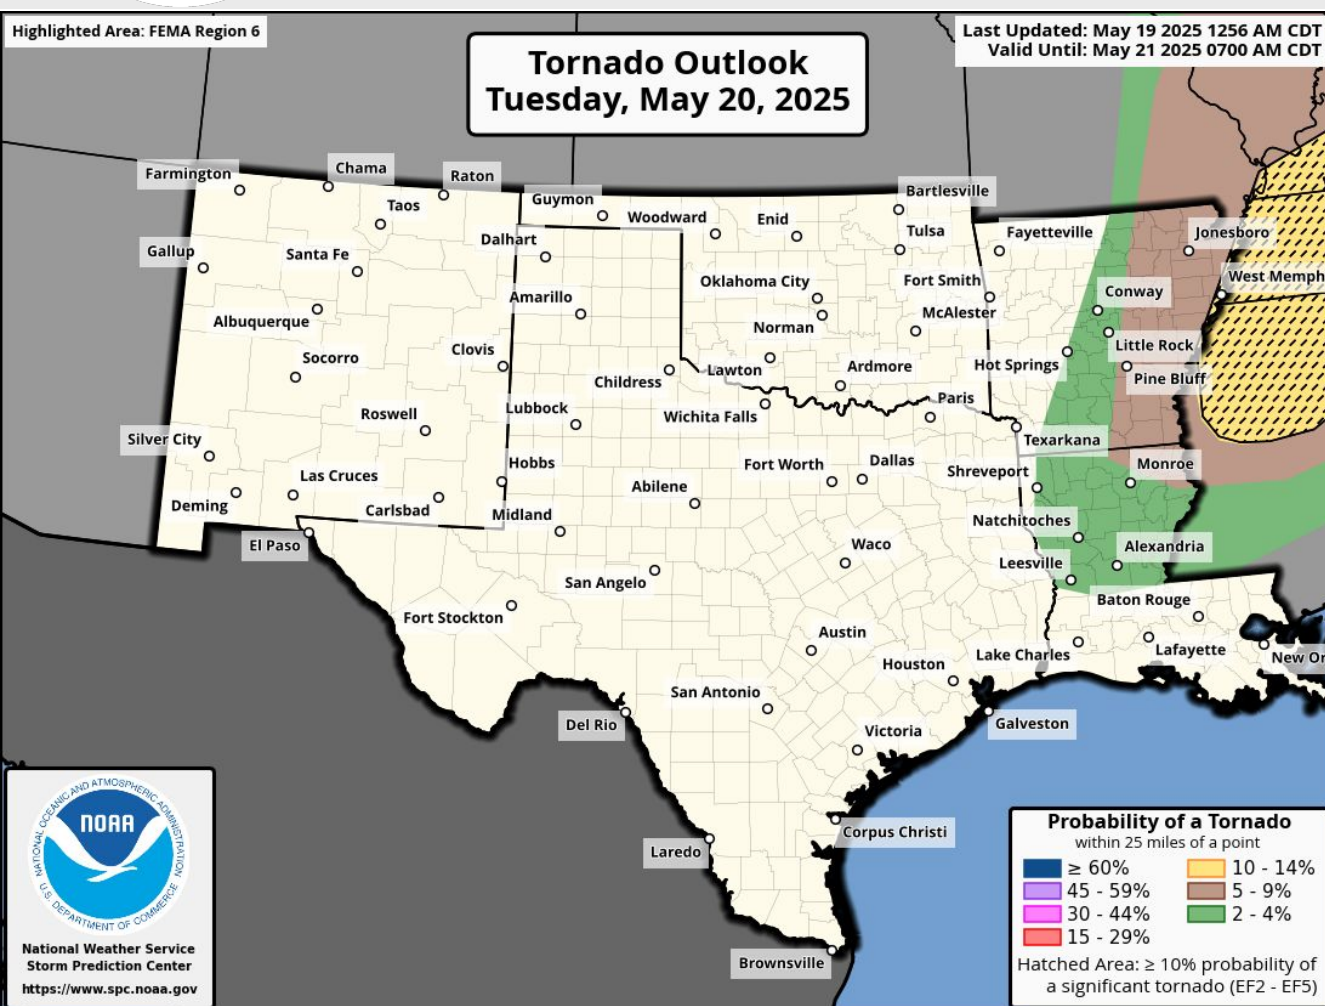 Highlighted Area: FEMA Region 6
Last Updated: May 19 2025 1256 AM CDT
Valid Until: May 21 2025 0700 AM CDT
Tornado Outlook
Tuesday, May 20, 2025
Farmington
Chama
Raton
Taos
Guymon
Woodward
Enid
Bartlesville
Tulsa
Fayetteville
Jonesboro
Gallup
Santa Fe
Dalhart
Oklahoma City
Fort Smith
Conway
West Memph
Albuquerque
Amarillo
Norman
McAlester
Little Rock
Socorro
Clovis
Childress
Lawton
Ardmore
Hot Springs
Pine Bluff
Roswell
Lubbock
Wichita Falls
Paris
Texarkana
Silver City
Las Cruces
Hobbs
Abilene
Fort Worth
Dallas
Shreveport
Monroe
Deming
Carlsbad
Midland
Natchitoches
El Paso
San Angelo
Waco
Leesville
Alexandria
Fort Stockton
Austin
Baton Rouge
Houston
Lake Charles
Lafayette
New Or
San Antonio
Del Rio
Victoria
Galveston
Corpus Christi
Laredo
Brownsville
NATIONAL OCEANIC AND ATMOSPHERIC ADMINISTRATION
NOAA
U.S. DEPARTMENT OF COMMERCE
National Weather Service
Storm Prediction Center
https://www.spc.noaa.gov
Probability of a Tornado
within 25 miles of a point
≥ 60%
45 - 59%
30 - 44%
15 - 29%
10 - 14%
5 - 9%
2 - 4%
Hatched Area: ≥ 10% probability of
a significant tornado (EF2 - EF5)